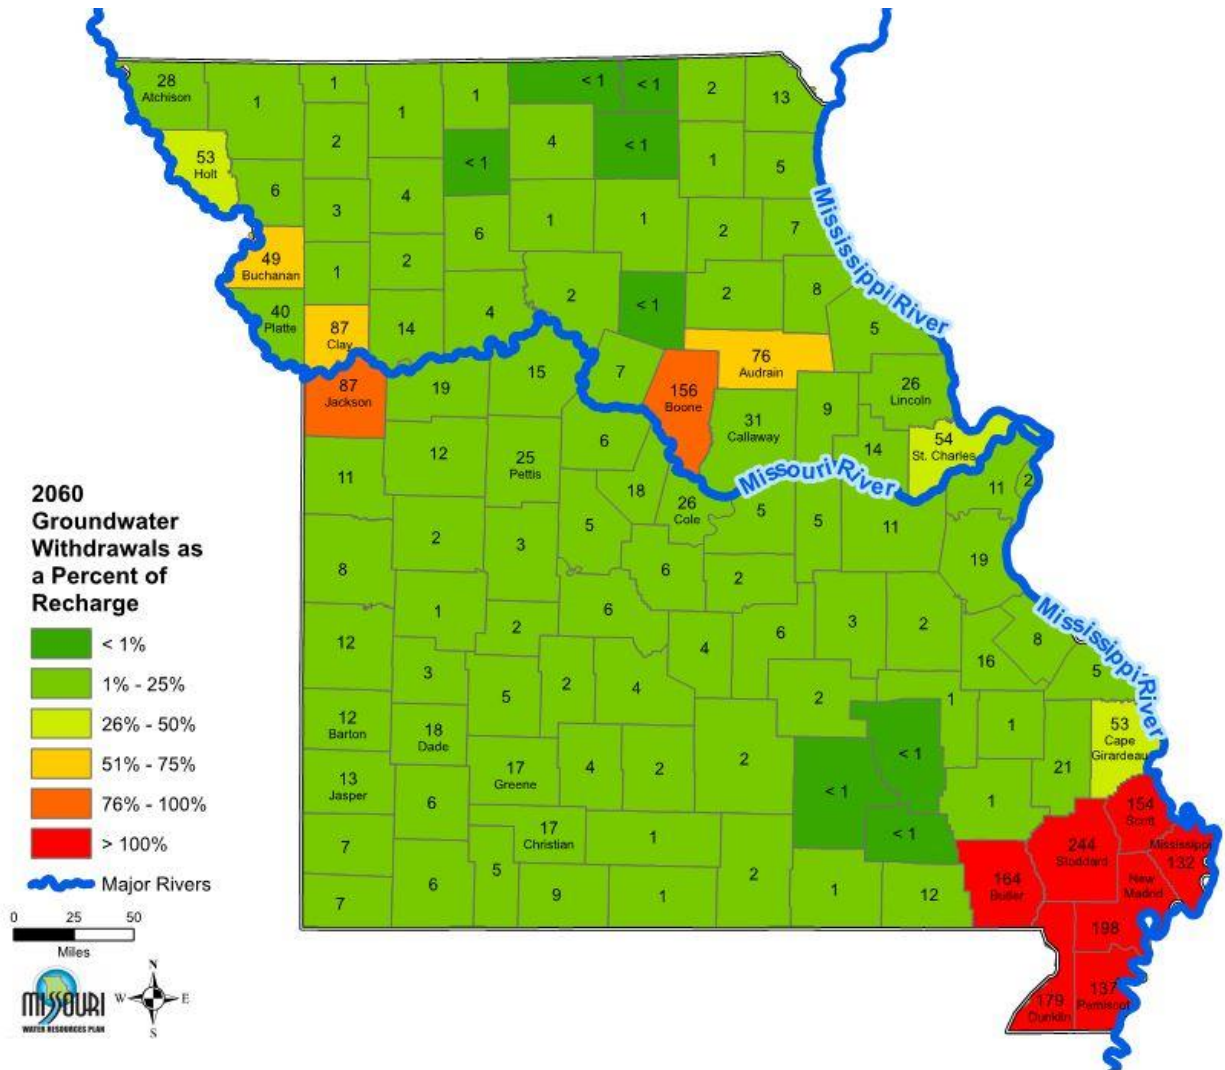 28
Atchison
1
1
1
1
< 1
< 1
2
13
53
Holt
2
< 1
4
< 1
1
5
6
3
4
6
1
1
2
7
49
Buchanan
1
2
4
2
< 1
2
8
Mississippi River
40
Platte
87
Clay
14
5
87
Jackson
19
15
7
156
Boone
76
Audrain
26
Lincoln
31
Callaway
9
14
54
St. Charles
11
12
25
Pettis
6
18
26
Cole
Missouri River
11
2
5
5
11
8
2
3
5
6
2
19
12
1
2
6
4
6
3
2
16
8
5
Mississippi River
3
5
2
4
2
1
1
12
Barton
18
Dade
53
Cape
Girardeau
13
Jasper
6
17
Greene
4
2
2
< 1
< 1
1
21
7
17
Christian
1
< 1
154
Scott
Mississippi
132
244
Stoddard
New
Madrid
198
7
6
5
9
1
2
1
12
164
Butler
179
Dunklin
137
Pemiscot
2060
Groundwater
Withdrawals as
a Percent of
Recharge
< 1%
1% - 25%
26% - 50%
51% - 75%
76% - 100%
> 100%
Major Rivers
0 25 50
Miles
MISSOURI
WATER RESOURCES PLAN
N
W E
S